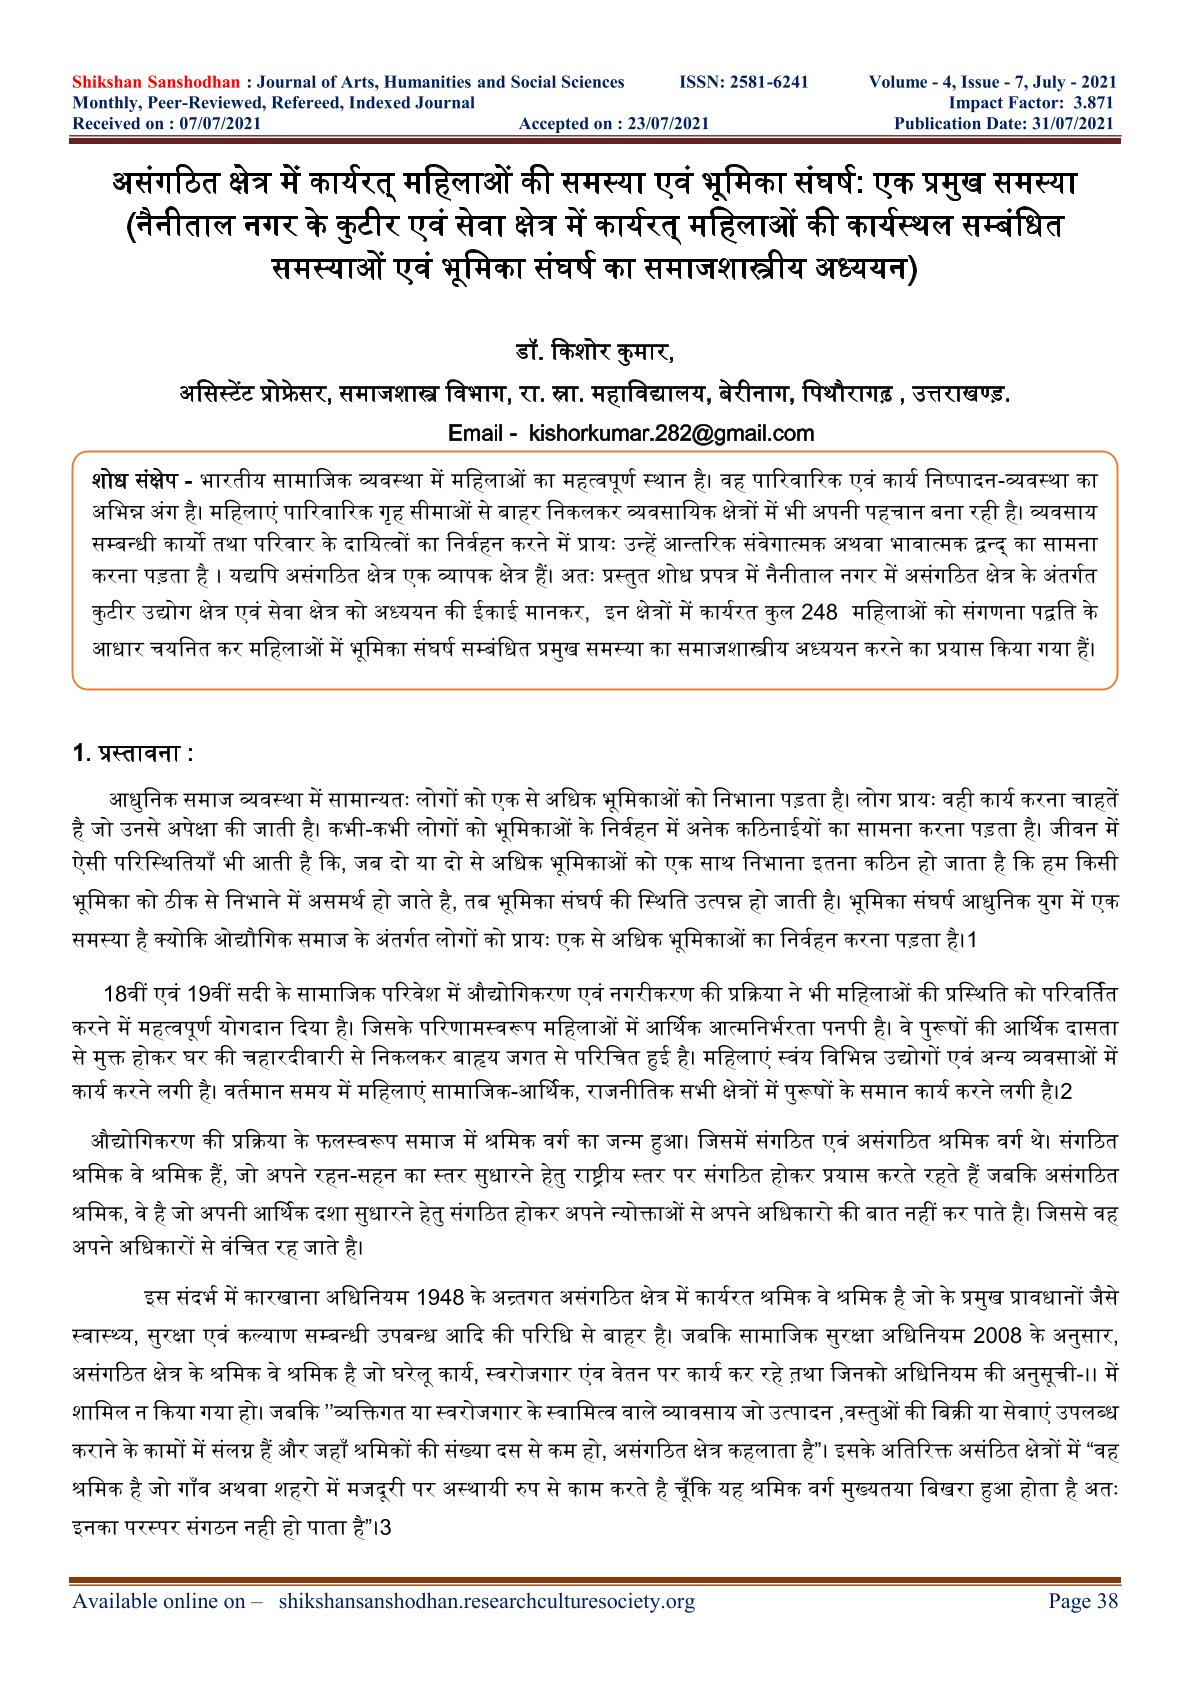 Shikshan Sanshodhan : Journal of Arts, Humanities and Social Sciences ISSN: 2581-6241 Volume - 4, Issue - 7, July - 2021
Monthly, Peer-Reviewed, Refereed, Indexed Journal Impact Factor: 3.871
Received on : 07/07/2021 Accepted on : 23/07/2021 Publication Date: 31/07/2021
असंगठित क्षेत्र में कार्यरत् महिलाओं की समस्या एवं भूमिका संघर्ष: एक प्रमुख समस्या
(नैनीताल नगर के कुटीर एवं सेवा क्षेत्र में कार्यरत् महिलाओं की कार्यस्थल सम्बंधित
समस्याओं एवं भूमिका संघर्ष का समाजशास्त्रीय अध्ययन)
डॉ. किशोर कुमार,
असिस्टेंट प्रोफ्रेसर, समाजशास्त्र विभाग, रा. स्ना. महाविद्यालय, बेरीनाग, पिथौरागढ़ , उत्तराखण्ड़.
Email - kishorkumar.282@gmail.com
शोध संक्षेप - भारतीय सामाजिक व्यवस्था में महिलाओं का महत्वपूर्ण स्थान है। वह पारिवारिक एवं कार्य निष्पादन-व्यवस्था का
अभिन्न अंग है। महिलाएं पारिवारिक गृह सीमाओं से बाहर निकलकर व्यवसायिक क्षेत्रों में भी अपनी पहचान बना रही है। व्यवसाय
सम्बन्धी कार्यो तथा परिवार के दायित्वों का निर्वहन करने में प्रायः उन्हें आन्तरिक संवेगात्मक अथवा भावात्मक द्वन्द् का सामना
करना पड़ता है । यद्यपि असंगठित क्षेत्र एक व्यापक क्षेत्र हैं। अतः प्रस्तुत शोध प्रपत्र में नैनीताल नगर में असंगठित क्षेत्र के अंतर्गत
कुटीर उद्योग क्षेत्र एवं सेवा क्षेत्र को अध्ययन की ईकाई मानकर, इन क्षेत्रों में कार्यरत कुल 248 महिलाओं को संगणना पद्वति के
आधार चयनित कर महिलाओं में भूमिका संघर्ष सम्बंधित प्रमुख समस्या का समाजशास्त्रीय अध्ययन करने का प्रयास किया गया हैं।
1. प्रस्तावना :
आधुनिक समाज व्यवस्था में सामान्यतः लोगों को एक से अधिक भूमिकाओं को निभाना पड़ता है। लोग प्रायः वही कार्य करना चाहतें
है जो उनसे अपेक्षा की जाती है। कभी-कभी लोगों को भूमिकाओं के निर्वहन में अनेक कठिनाईयों का सामना करना पड़ता है। जीवन में
ऐसी परिस्थितियाँ भी आती है कि, जब दो या दो से अधिक भूमिकाओं को एक साथ निभाना इतना कठिन हो जाता है कि हम किसी
भूमिका को ठीक से निभाने में असमर्थ हो जाते है, तब भूमिका संघर्ष की स्थिति उत्पन्न हो जाती है। भूमिका संघर्ष आधुनिक युग में एक
समस्या है क्योकि ओद्यौगिक समाज के अंतर्गत लोगों को प्रायः एक से अधिक भूमिकाओं का निर्वहन करना पड़ता है।1
18वीं एवं 19वीं सदी के सामाजिक परिवेश में औद्योगिकरण एवं नगरीकरण की प्रक्रिया ने भी महिलाओं की प्रस्थिति को परिवर्तित
करने में महत्वपूर्ण योगदान दिया है। जिसके परिणामस्वरूप महिलाओं में आर्थिक आत्मनिर्भरता पनपी है। वे पुरूषों की आर्थिक दासता
से मुक्त होकर घर की चहारदीवारी से निकलकर बाहृय जगत से परिचित हुई है। महिलाएं स्वंय विभिन्न उद्योगों एवं अन्य व्यवसाओं में
कार्य करने लगी है। वर्तमान समय में महिलाएं सामाजिक-आर्थिक, राजनीतिक सभी क्षेत्रों में पुरूषों के समान कार्य करने लगी है।2
औद्योगिकरण की प्रक्रिया के फलस्वरूप समाज में श्रमिक वर्ग का जन्म हुआ। जिसमें संगठित एवं असंगठित श्रमिक वर्ग थे। संगठित
श्रमिक वे श्रमिक हैं, जो अपने रहन-सहन का स्तर सुधारने हेतु राष्ट्रीय स्तर पर संगठित होकर प्रयास करते रहते हैं जबकि असंगठित
श्रमिक, वे है जो अपनी आर्थिक दशा सुधारने हेतु संगठित होकर अपने न्योक्ताओं से अपने अधिकारो की बात नहीं कर पाते है। जिससे वह
अपने अधिकारों से वंचित रह जाते है।
इस संदर्भ में कारखाना अधिनियम 1948 के अन्र्तगत असंगठित क्षेत्र में कार्यरत श्रमिक वे श्रमिक है जो के प्रमुख प्रावधानों जैसे
स्वास्थ्य, सुरक्षा एवं कल्याण सम्बन्धी उपबन्ध आदि की परिधि से बाहर है। जबकि सामाजिक सुरक्षा अधिनियम 2008 के अनुसार,
असंगठित क्षेत्र के श्रमिक वे श्रमिक है जो घरेलू कार्य, स्वरोजगार एंव वेतन पर कार्य कर रहे त़था जिनको अधिनियम की अनुसूची-।। में
शामिल न किया गया हो। जबकि ''व्यक्तिगत या स्वरोजगार के स्वामित्व वाले व्यावसाय जो उत्पादन ,वस्तुओं की बिक्री या सेवाएं उपलब्ध
कराने के कामों में संलग्न हैं और जहाँ श्रमिकों की संख्या दस से कम हो, असंगठित क्षेत्र कहलाता है”। इसके अतिरिक्त असंठित क्षेत्रों में “वह
श्रमिक है जो गाँव अथवा शहरो में मजदूरी पर अस्थायी रुप से काम करते है चूँकि यह श्रमिक वर्ग मुख्यतया बिखरा हुआ होता है अतः
इनका परस्पर संगठन नही हो पाता है”।3
Available online on – shikshansanshodhan.researchculturesociety.org Page 38